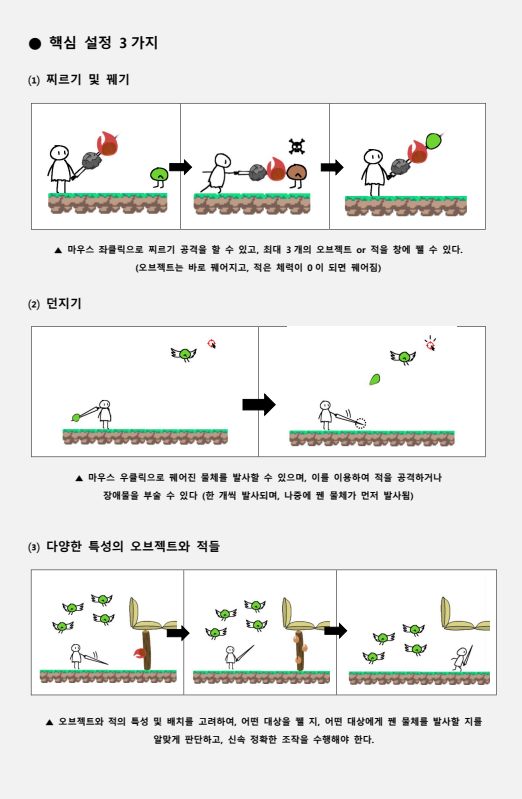 ● 핵심 설정 3가지
(1) 찌르기 및 꿰기
▲ 마우스 좌클릭으로 찌르기 공격을 할 수 있고, 최대 3개의 오브젝트 or 적을 창에 꿸 수 있다.
(오브젝트는 바로 꿰어지고, 적은 체력이 0이 되면 꿰어짐)
(2) 던지기
▲ 마우스 우클릭으로 꿰어진 물체를 발사할 수 있으며, 이를 이용하여 적을 공격하거나
장애물을 부술 수 있다 (한 개씩 발사되며, 나중에 꿴 물체가 먼저 발사됨)
(3) 다양한 특성의 오브젝트와 적들
▲ 오브젝트와 적의 특성 및 배치를 고려하여, 어떤 대상을 꿸 지, 어떤 대상에게 꿴 물체를 발사할 지를
알맞게 판단하고, 신속 정확한 조작을 수행해야 한다.